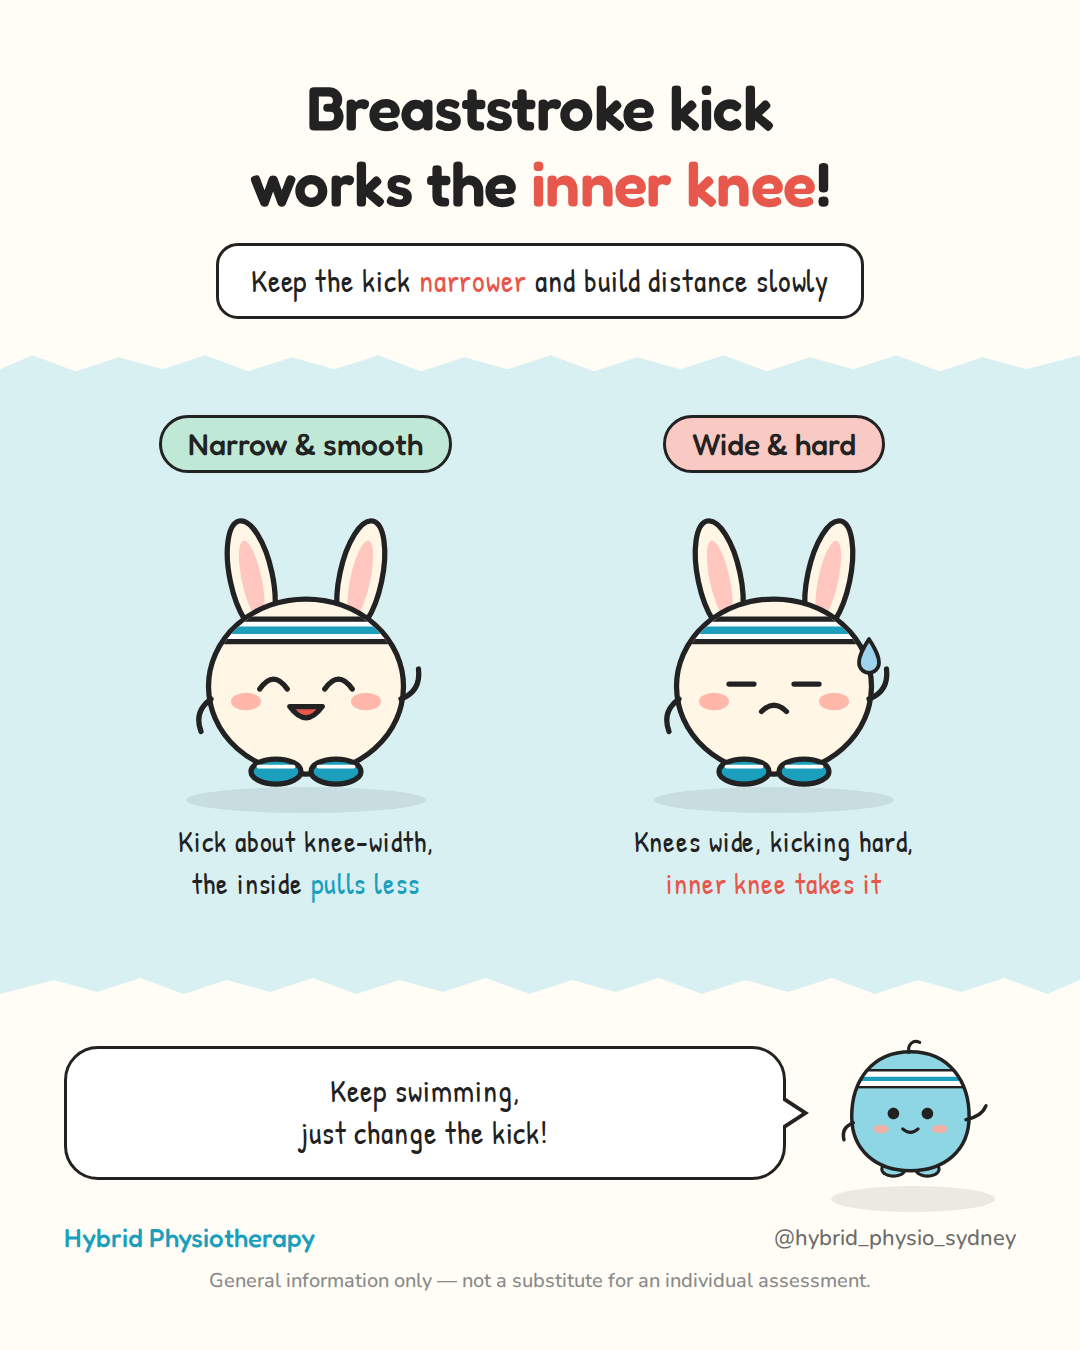 Breaststroke kick
works the inner knee!
Keep the kick narrower and build distance slowly
Narrow & smooth
Wide & hard
Kick about knee-width,
the inside pulls less
Knees wide, kicking hard,
inner knee takes it
Keep swimming,
just change the kick!
Hybrid Physiotherapy
@hybrid_physio_sydney
General information only — not a substitute for an individual assessment.